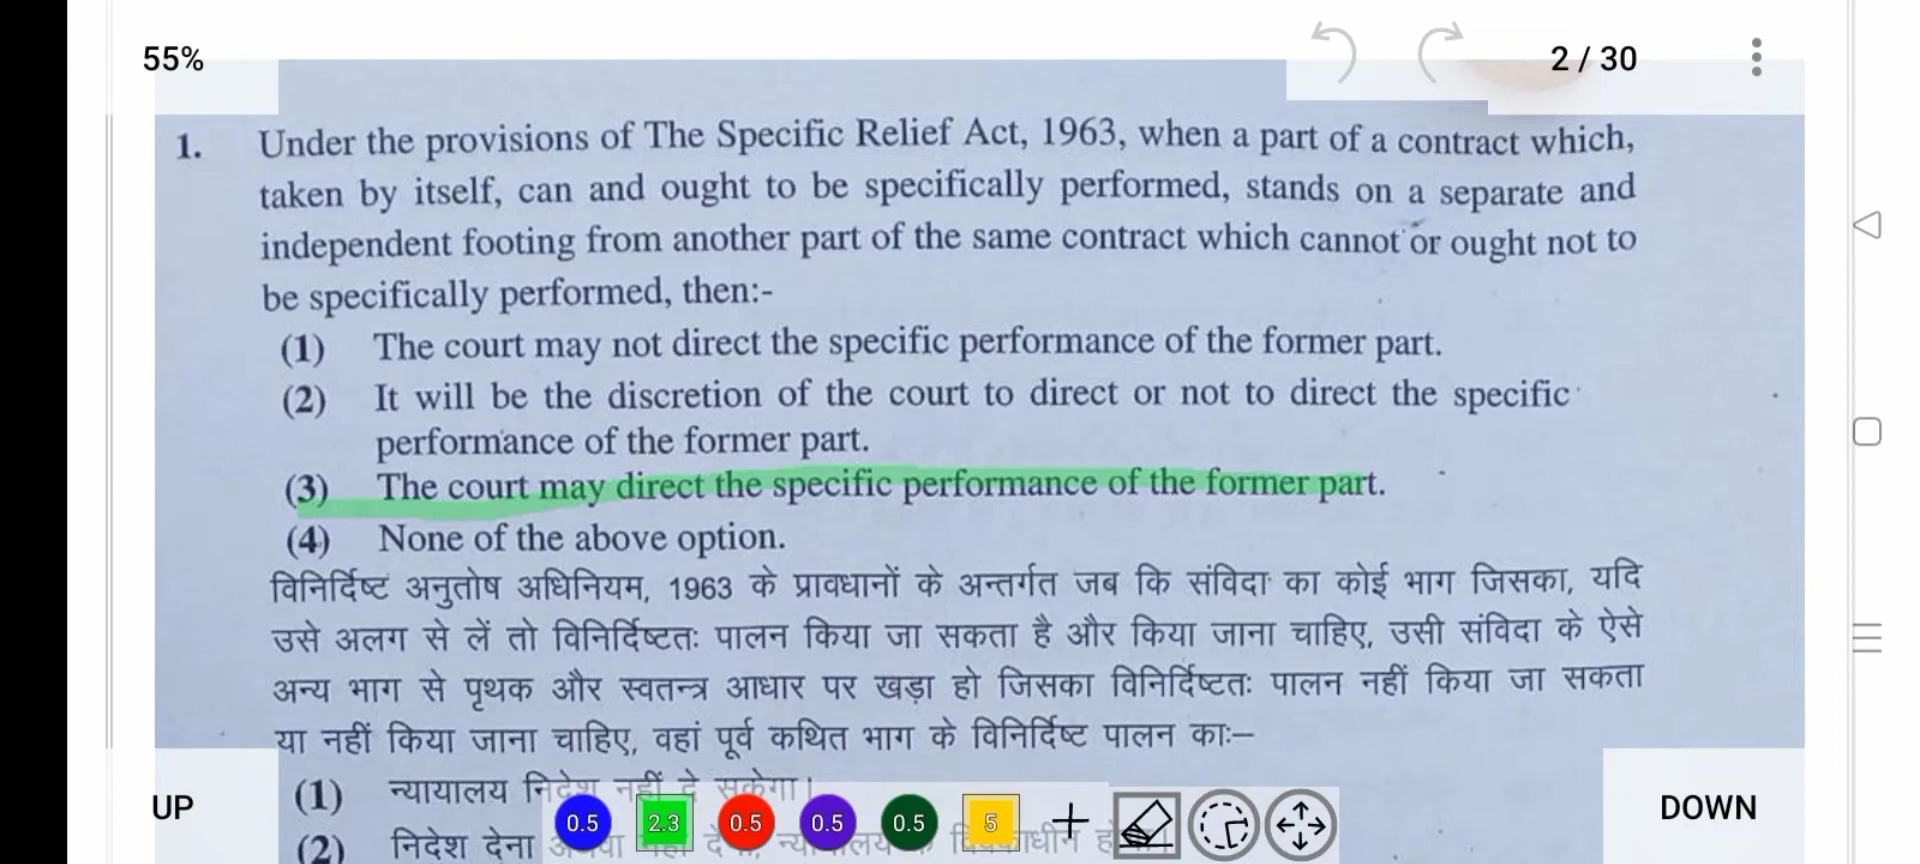 55%
2 / 30
1. Under the provisions of The Specific Relief Act, 1963, when a part of a contract which,
taken by itself, can and ought to be specifically performed, stands on a separate and
independent footing from another part of the same contract which cannot or ought not to
be specifically performed, then:-
(1) The court may not direct the specific performance of the former part.
(2) It will be the discretion of the court to direct or not to direct the specific
performance of the former part.
(3) The court may direct the specific performance of the former part.
(4) None of the above option.
विनिर्दिष्ट अनुतोष अधिनियम, 1963 के प्रावधानों के अन्तर्गत जब कि संविदा का कोई भाग जिसका, यदि
उसे अलग से लें तो विनिर्दिष्टतः पालन किया जा सकता है और किया जाना चाहिए, उसी संविदा के ऐसे
अन्य भाग से पृथक और स्वतन्त्र आधार पर खड़ा हो जिसका विनिर्दिष्टतः पालन नहीं किया जा सकता
या नहीं किया जाना चाहिए, वहां पूर्व कथित भाग के विनिर्दिष्ट पालन काः–
(1) न्यायालय निदेश नहीं दे सकेगा।
UP
DOWN
0.5 2.3 0.5 0.5 0.5 5
(2) निदेश देना